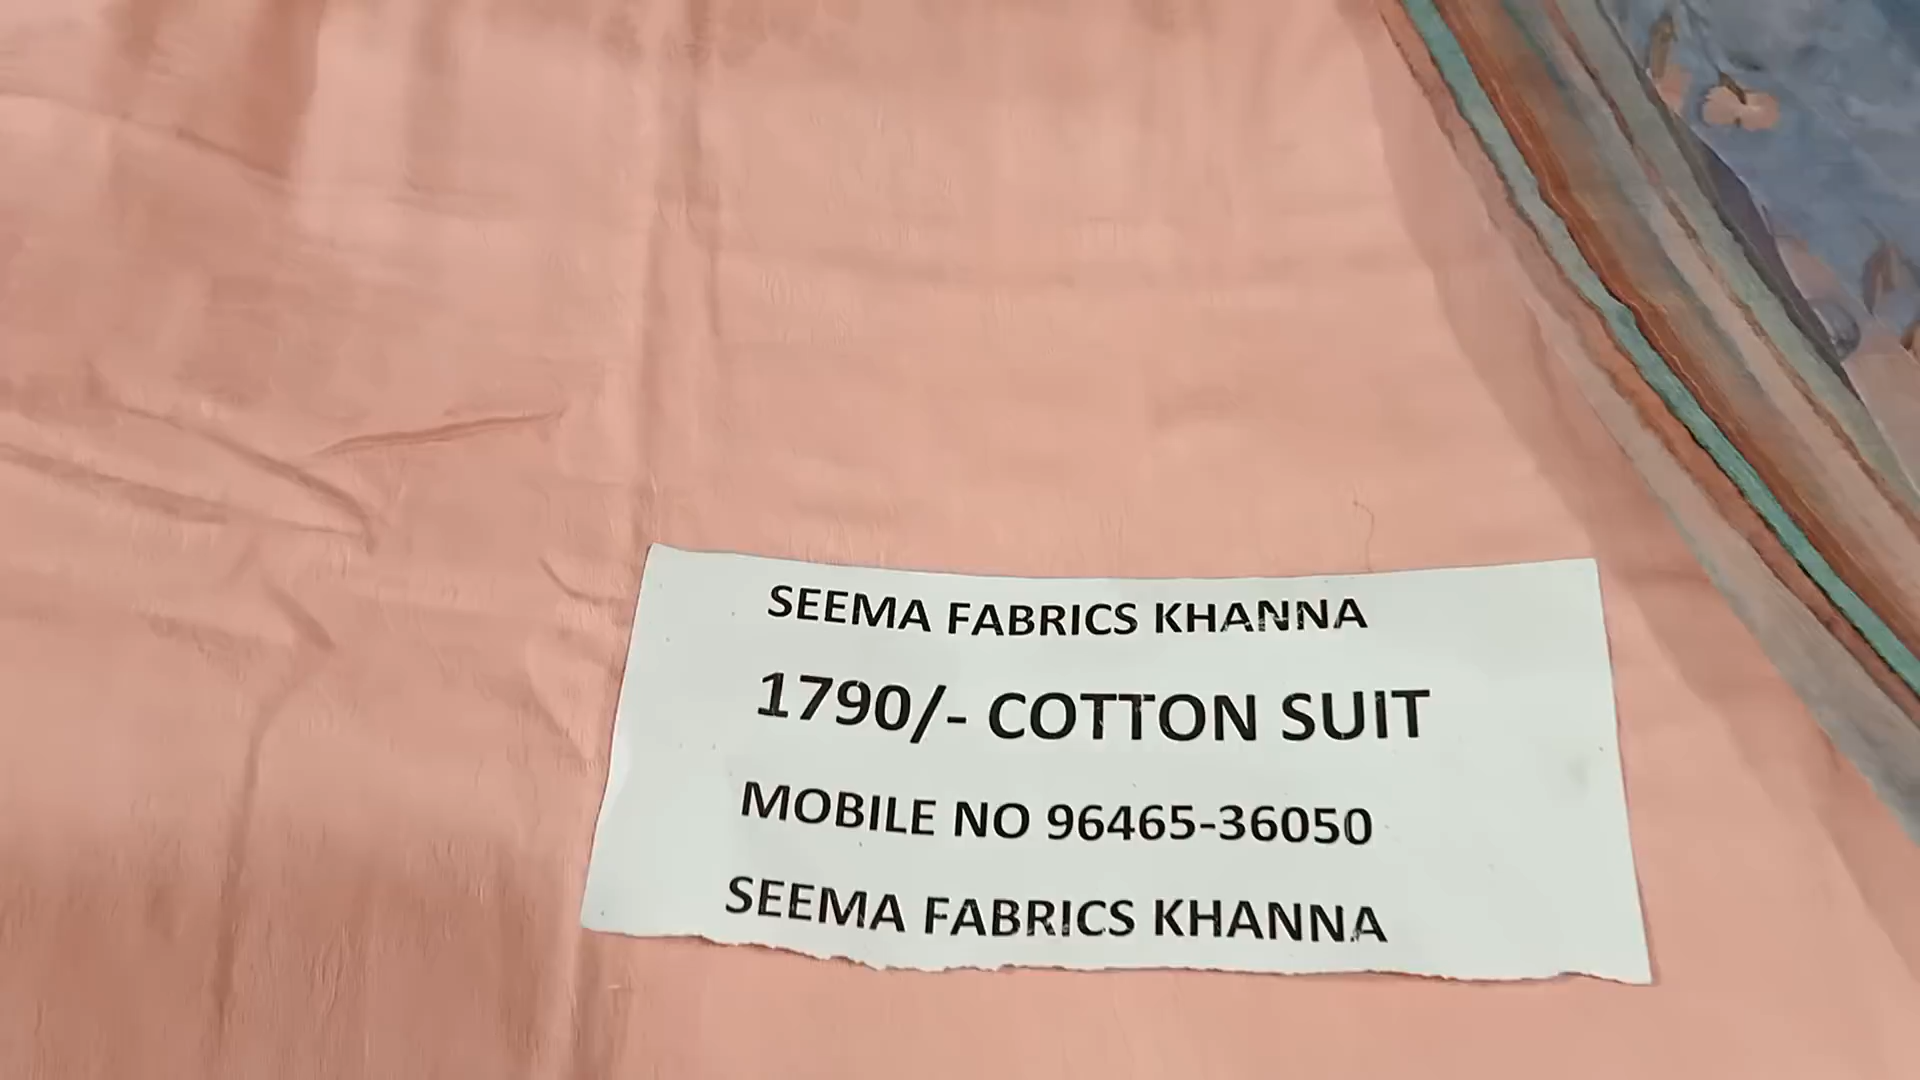 SEEMA FABRICS KHANNA
1790/- COTTON SUIT
MOBILE NO 96465-36050
SEEMA FABRICS KHANNA